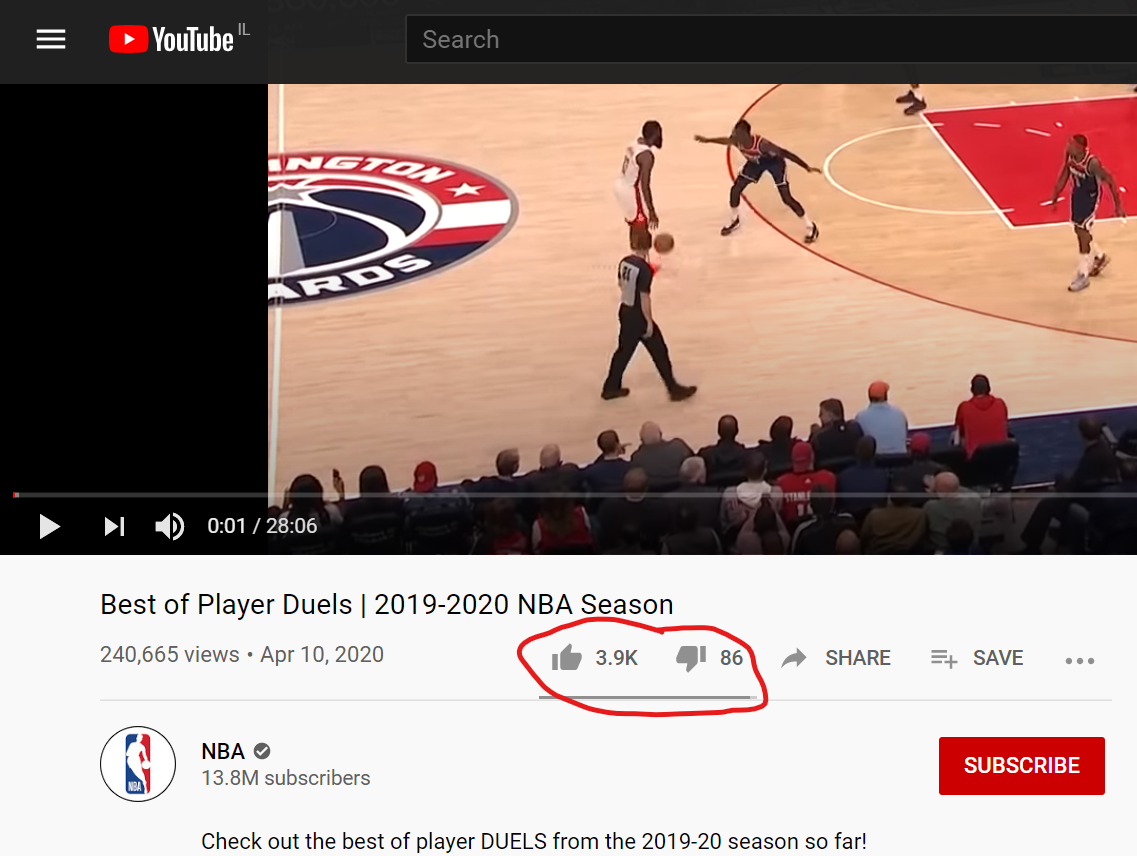 YouTube IL
Search
INGTON
ARDS
0:01 / 28:06
Best of Player Duels | 2019-2020 NBA Season
240,665 views • Apr 10, 2020
3.9K
86
SHARE
SAVE
NBA
NBA
13.8M subscribers
SUBSCRIBE
Check out the best of player DUELS from the 2019-20 season so far!